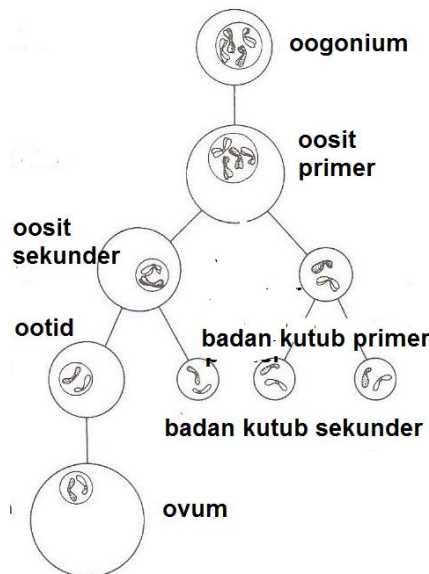 oogonium
oosit
primer
oosit
sekunder
ootid
badan kutub primer
badan kutub sekunder
ovum